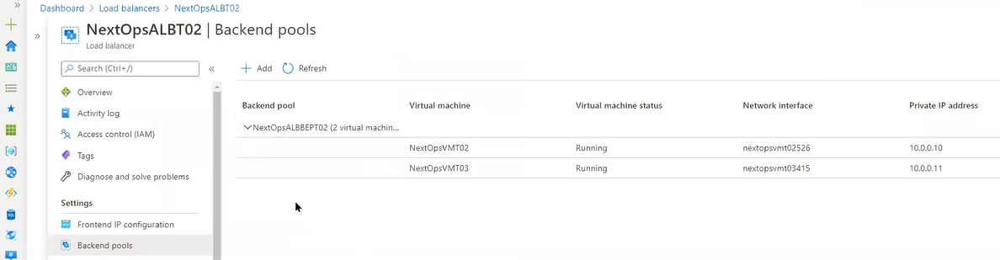 Dashboard > Load balancers > NextOpsALBT02
NextOpsALBT02 | Backend pools
Load balancer
Search (Ctrl+/)
Overview
Activity log
Access control (IAM)
Tags
Diagnose and solve problems
Settings
Frontend IP configuration
Backend pools
Add Refresh
Backend pool Virtual machine Virtual machine status Network interface Private IP address
NextOpsALBBEPT02 (2 virtual machin...
NextOpsVMT02 Running nextopsvmt02526 10.0.0.10
NextOpsVMT03 Running nextopsvmt03415 10.0.0.11